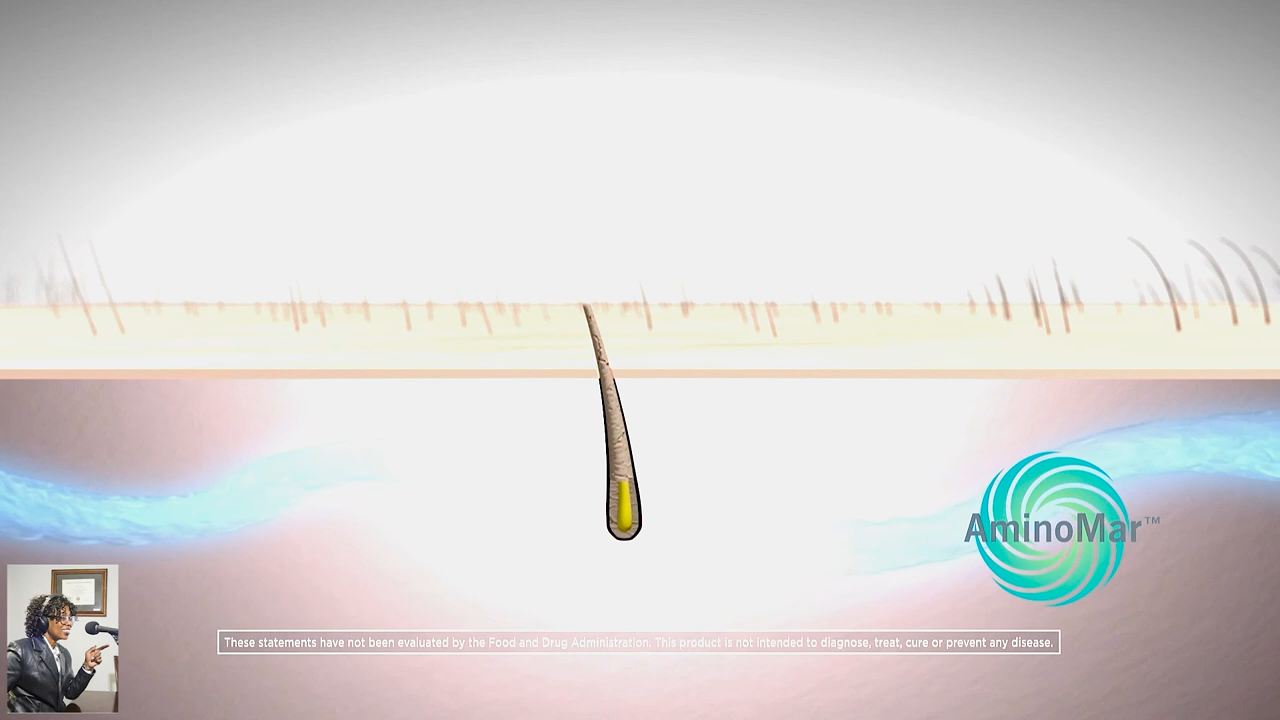 AminoMar™
These statements have not been evaluated by the Food and Drug Administration. This product is not intended to diagnose, treat, cure or prevent any disease.